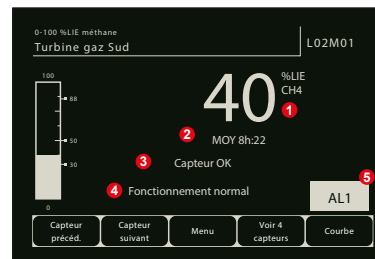 0-100 %LIE méthane
Turbine gaz Sud
L02M01
100
88
50
30
0
40
%LIE
CH4
1
2
MOY 8h:22
3
Capteur OK
4
Fonctionnement normal
5
AL1
Capteur
précéd.
Capteur
suivant
Menu
Voir 4
capteurs
Courbe